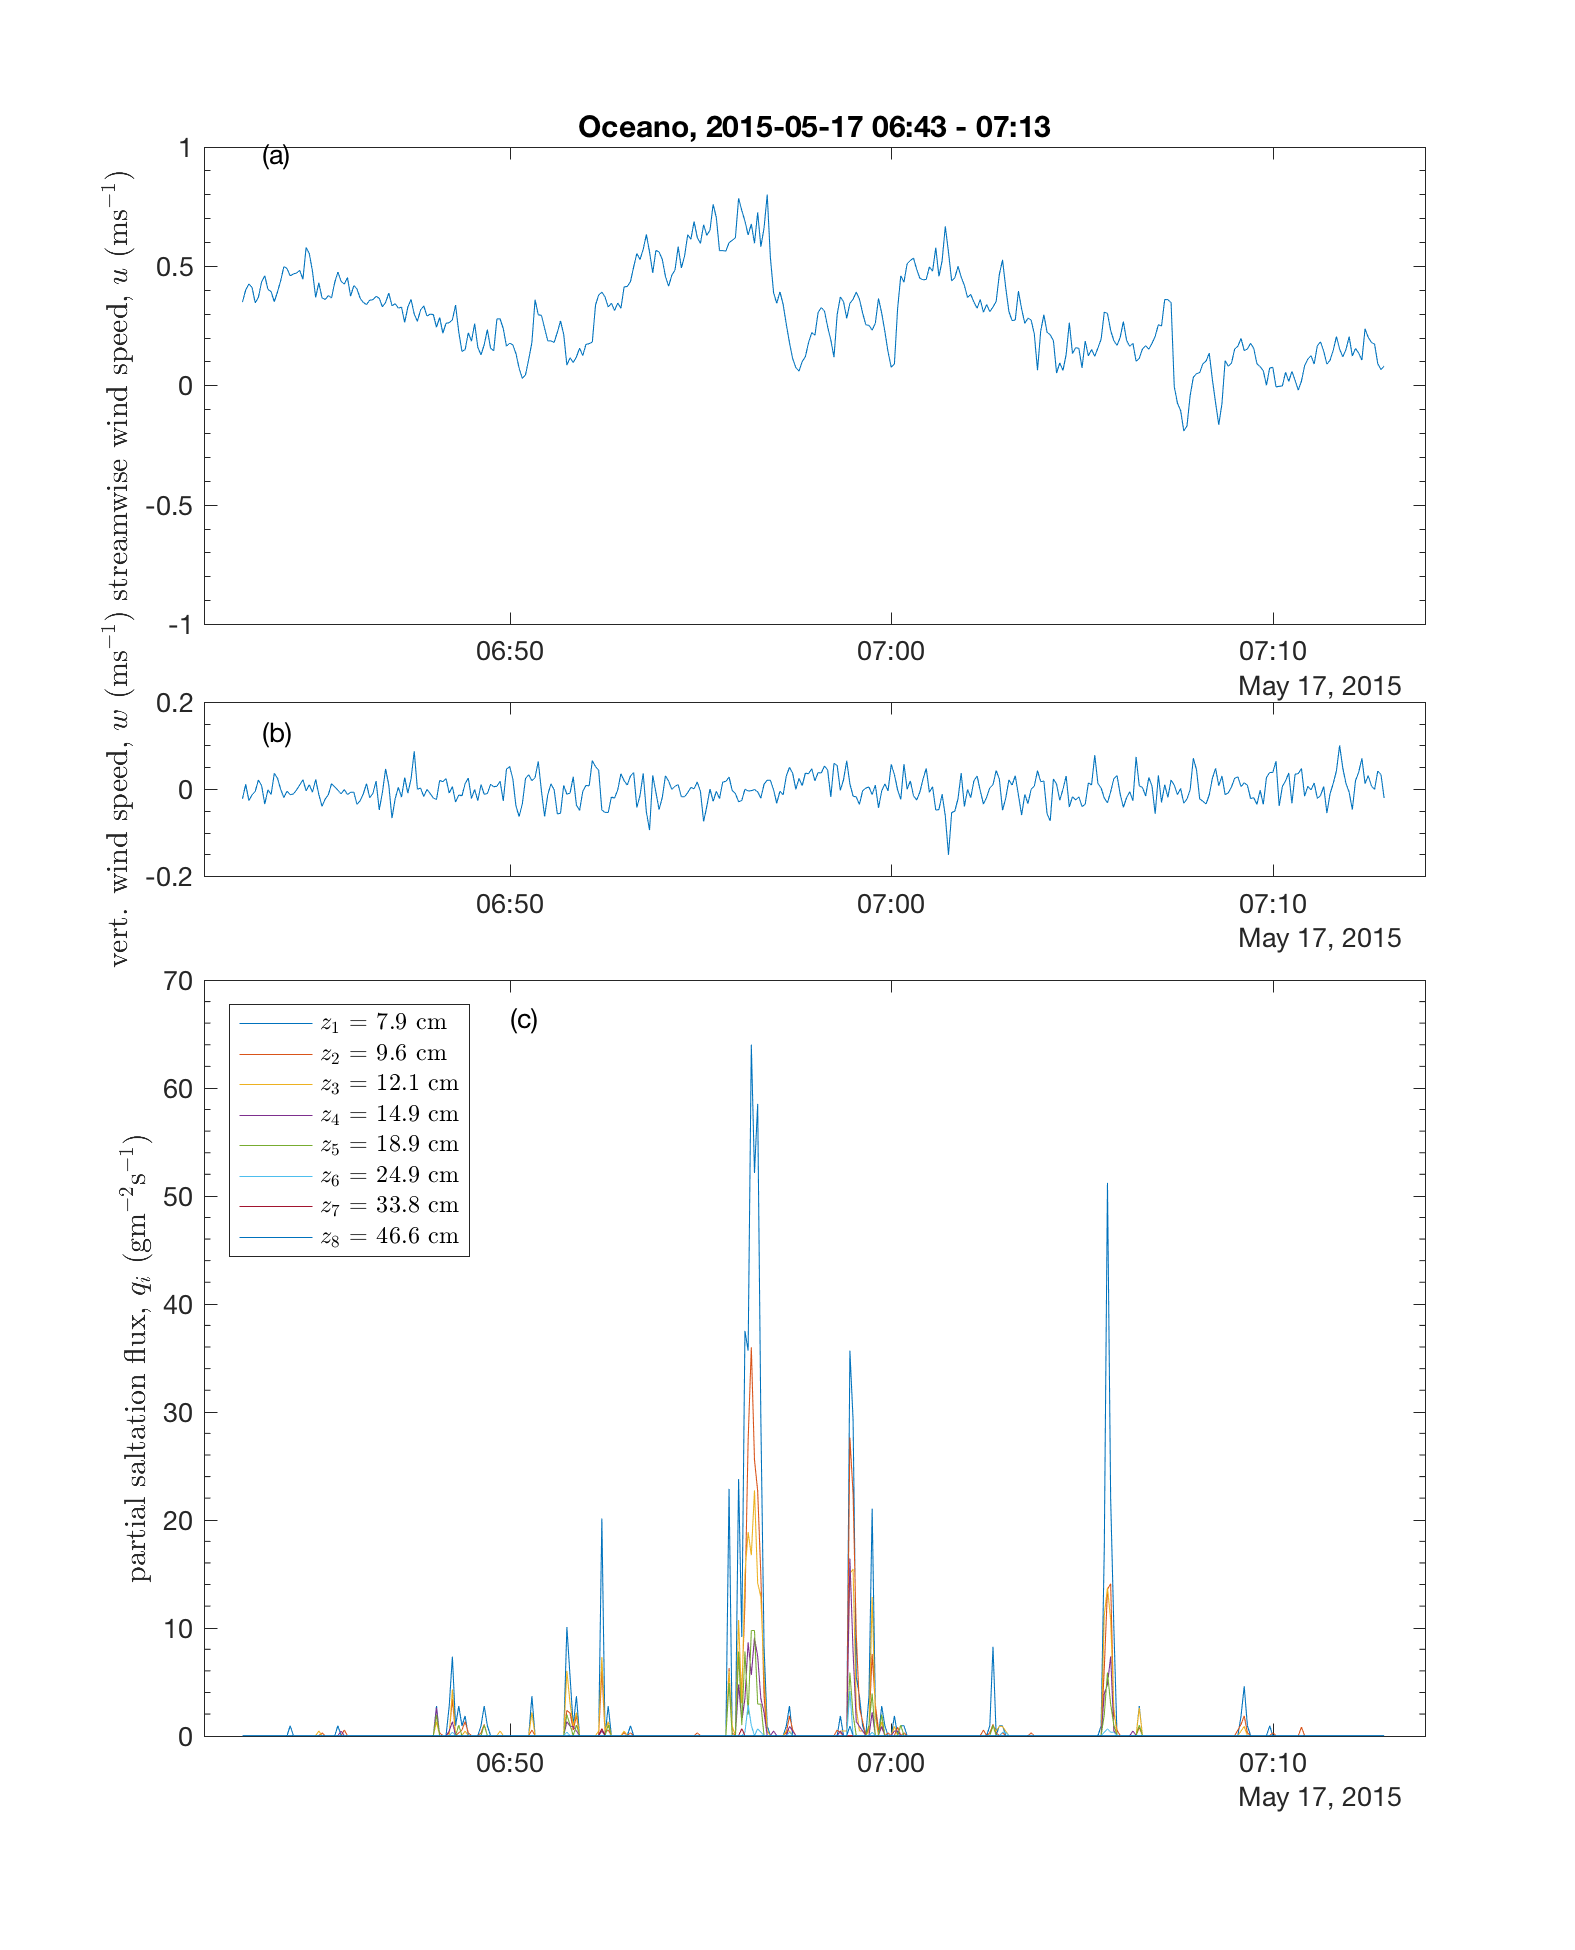 Oceano, 2015-05-17 06:43 - 07:13
(a)
streamwise wind speed, u (ms⁻¹)
1
0.5
0
-0.5
-1
06:50 07:00 07:10
May 17, 2015
(b)
vert. wind speed, w (ms⁻¹)
0.2
0
-0.2
06:50 07:00 07:10
May 17, 2015
(c)
partial saltation flux, qᵢ (gm⁻²s⁻¹)
70
60
50
40
30
20
10
0
z₁ = 7.9 cm
z₂ = 9.6 cm
z₃ = 12.1 cm
z₄ = 14.9 cm
z₅ = 18.9 cm
z₆ = 24.9 cm
z₇ = 33.8 cm
z₈ = 46.6 cm
06:50 07:00 07:10
May 17, 2015